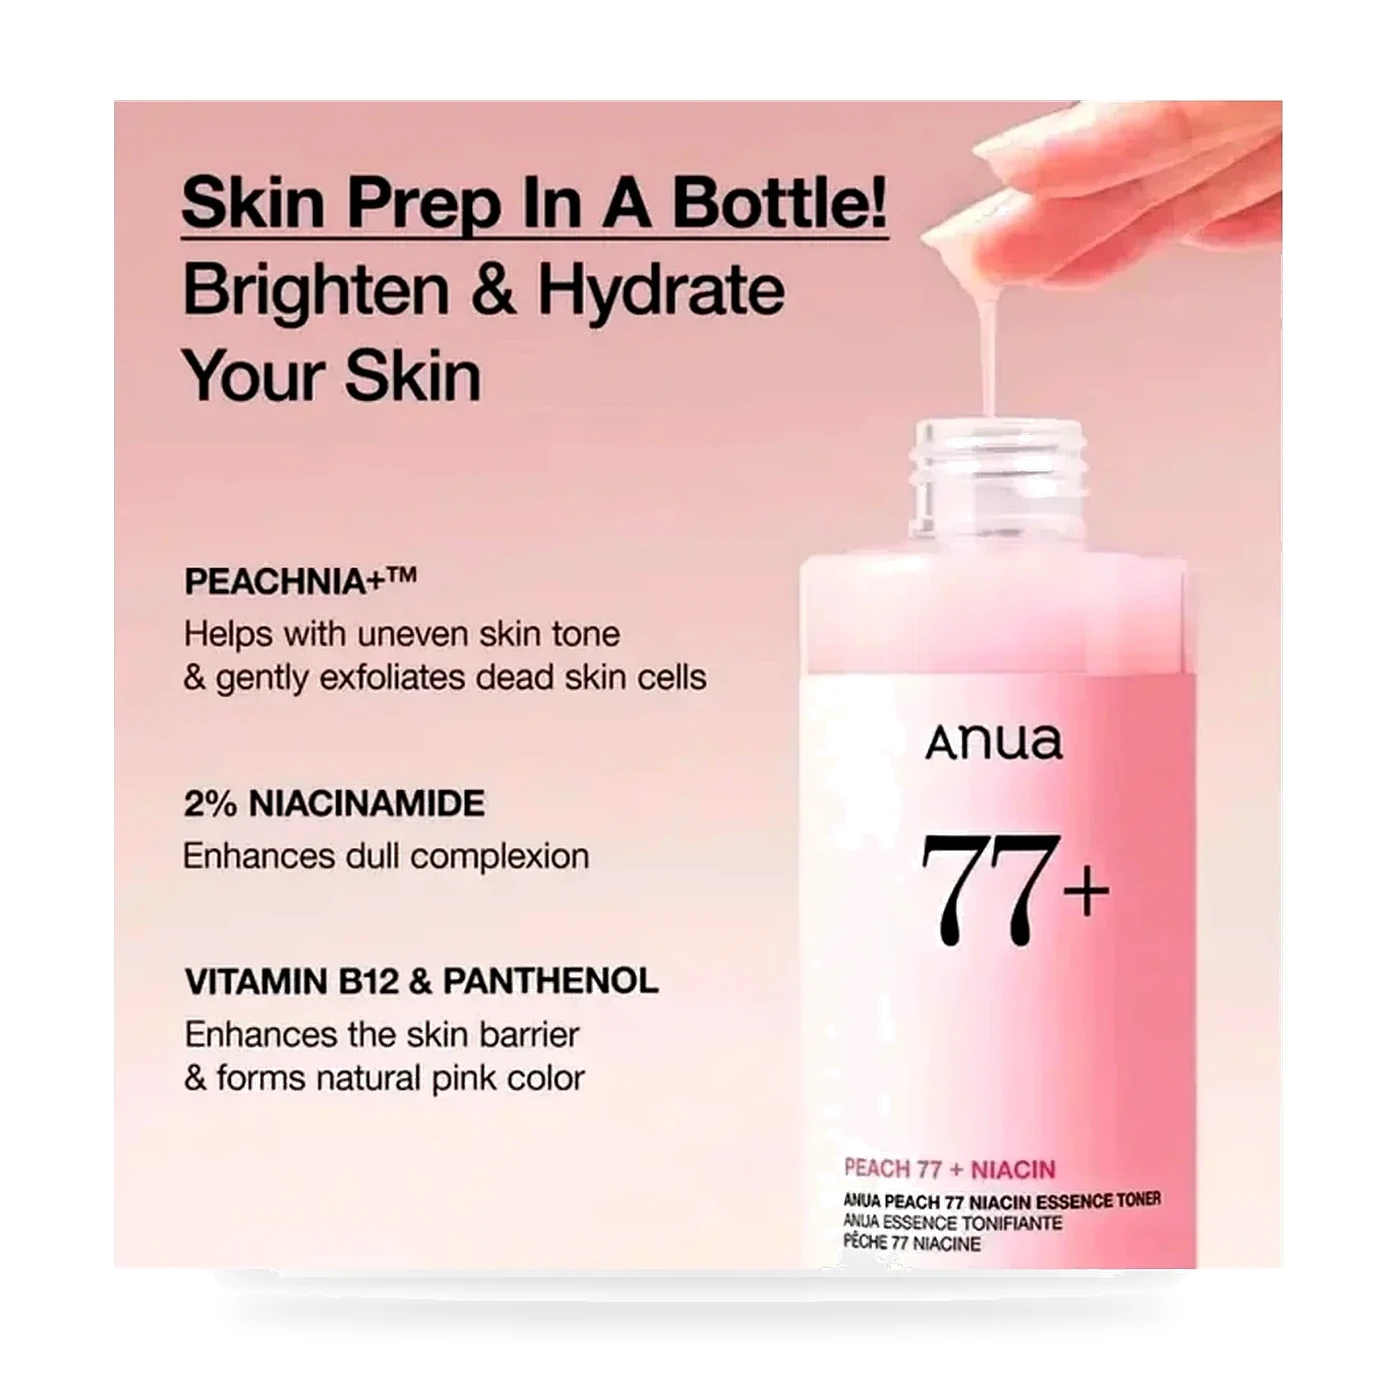 Skin Prep In A Bottle!
Brighten & Hydrate
Your Skin
PEACHNIA+™
Helps with uneven skin tone
& gently exfoliates dead skin cells
2% NIACINAMIDE
Enhances dull complexion
VITAMIN B12 & PANTHENOL
Enhances the skin barrier
& forms natural pink color
Anua
77+
PEACH 77 + NIACIN
ANUA PEACH 77 NIACIN ESSENCE TONER
ANUA ESSENCE TONIFIANTE
PÊCHE 77 NIACINE